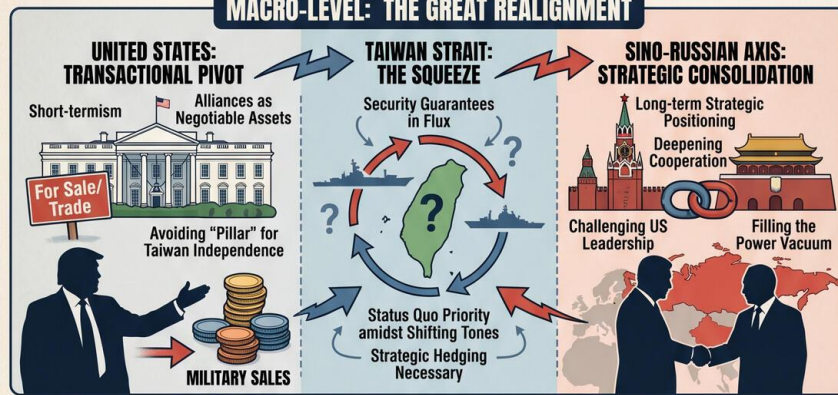 MACRO-LEVEL: THE GREAT REALIGNMENT
UNITED STATES:
TRANSACTIONAL PIVOT
Short-termism
Alliances as
Negotiable Assets
For Sale/
Trade
Avoiding “Pillar” for
Taiwan Independence
MILITARY SALES
TAIWAN STRAIT:
THE SQUEEZE
Security Guarantees
in Flux
?
?
?
Status Quo Priority
amidst Shifting Tones
Strategic Hedging
Necessary
SINO-RUSSIAN AXIS:
STRATEGIC CONSOLIDATION
Long-term Strategic
Positioning
Deepening
Cooperation
Challenging US
Leadership
Filling the
Power Vacuum